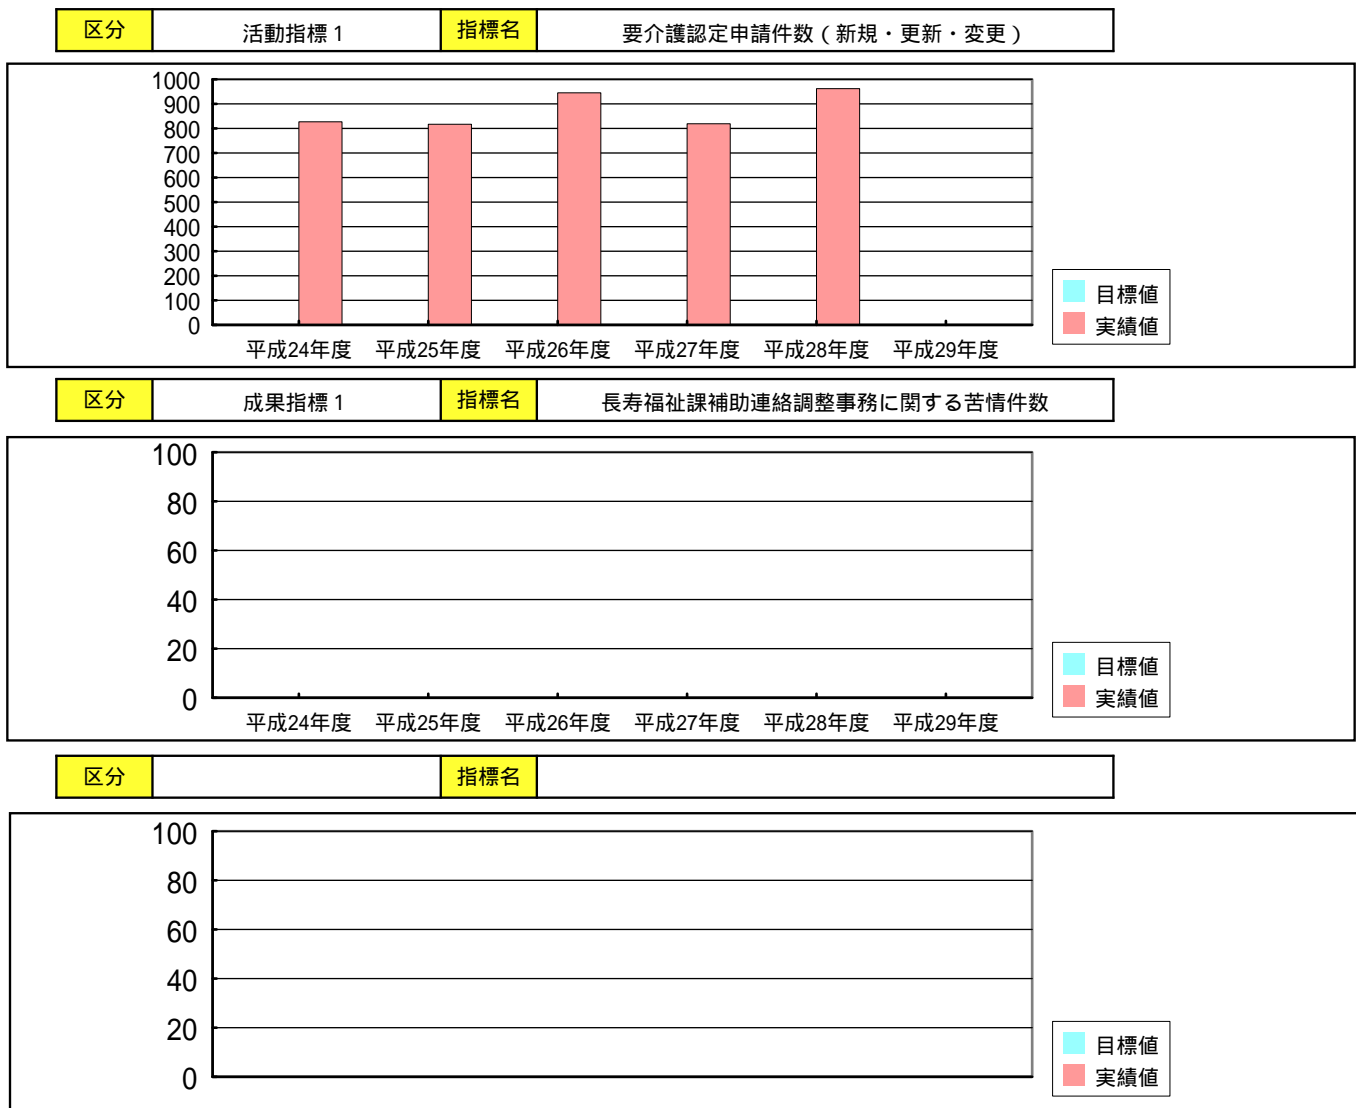 区分 活動指標1 指標名 要介護認定申請件数（新規・更新・変更）
1000
900
800
700
600
500
400
300
200
100
0
平成24年度 平成25年度 平成26年度 平成27年度 平成28年度 平成29年度
目標値
実績値
区分 成果指標1 指標名 長寿福祉課補助連絡調整事務に関する苦情件数
100
80
60
40
20
0
平成24年度 平成25年度 平成26年度 平成27年度 平成28年度 平成29年度
目標値
実績値
区分 指標名
100
80
60
40
20
0
目標値
実績値